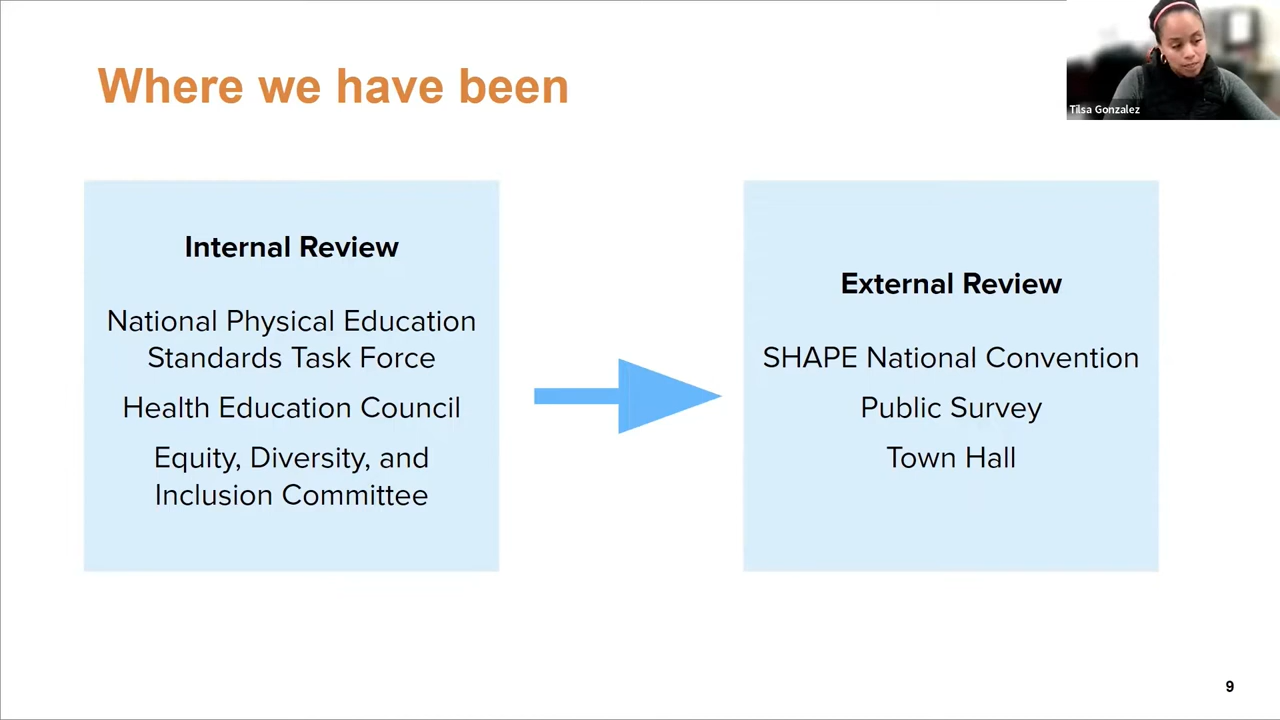 Where we have been
Tilsa Gonzalez
Internal Review
National Physical Education
Standards Task Force
Health Education Council
Equity, Diversity, and
Inclusion Committee
External Review
SHAPE National Convention
Public Survey
Town Hall
9